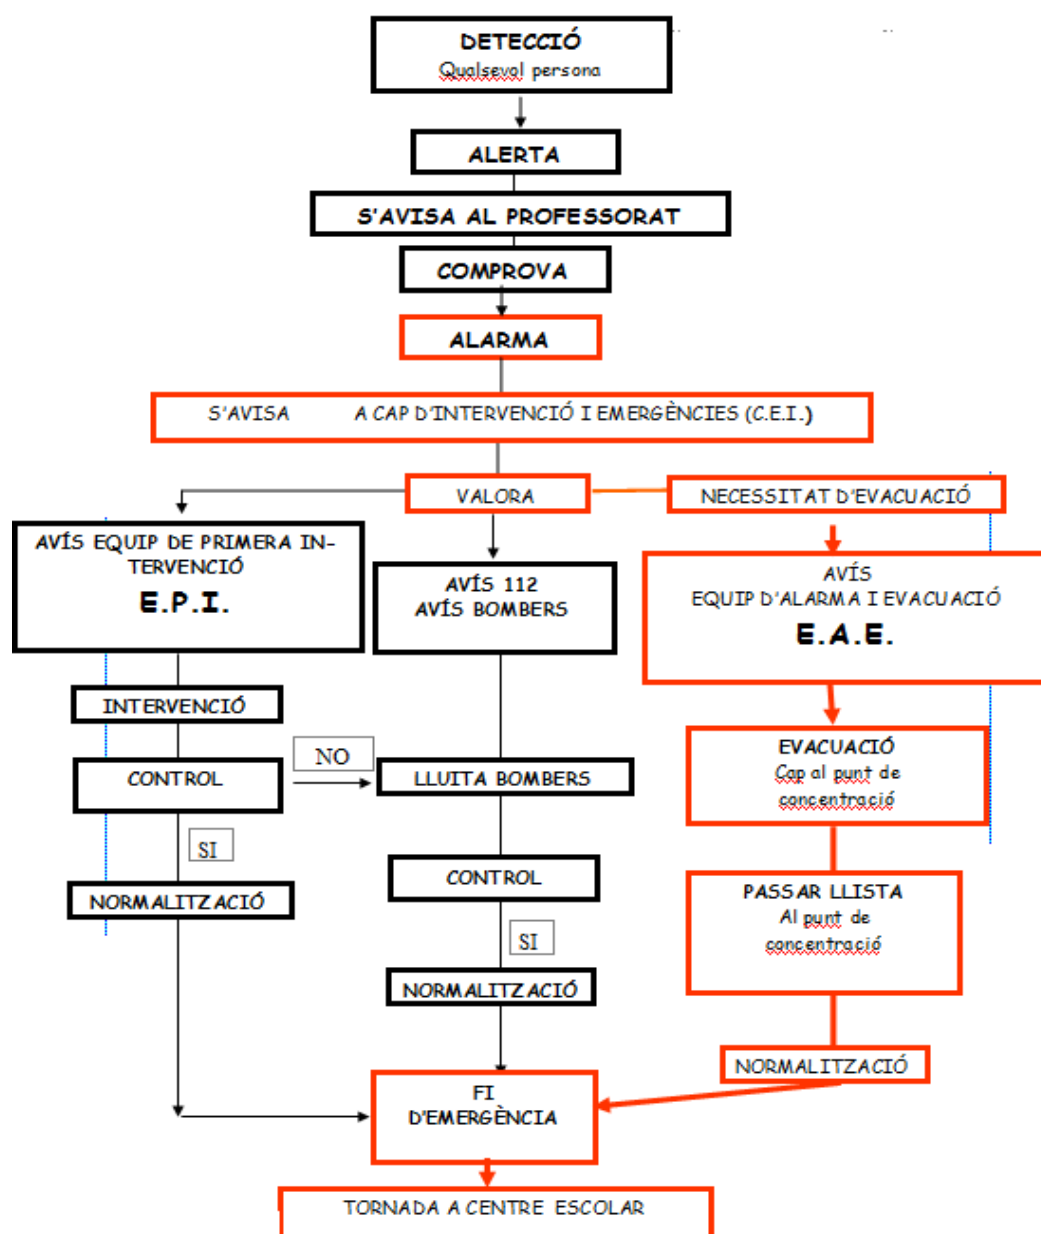 DETECCIÓ
Qualsevol persona
ALERTA
S'AVISA AL PROFESSORAT
COMPROVA
ALARMA
S'AVISA A CAP D'INTERVENCIÓ I EMERGÈNCIES (C.E.I.)
VALORA
NECESSITAT D'EVACUACIÓ
AVÍS EQUIP DE PRIMERA IN-
TERVENCIÓ
E.P.I.
AVÍS 112
AVÍS BOMBERS
AVÍS
EQUIP D'ALARMA I EVACUACIÓ
E.A.E.
INTERVENCIÓ
CONTROL
NO
LLUITA BOMBERS
EVACUACIÓ
Cap al punt de
concentració
SI
NORMALITZACIÓ
CONTROL
SI
NORMALITZACIÓ
PASSAR LLISTA
Al punt de
concentració
NORMALITZACIÓ
FI
D'EMERGÈNCIA
TORNADA A CENTRE ESCOLAR